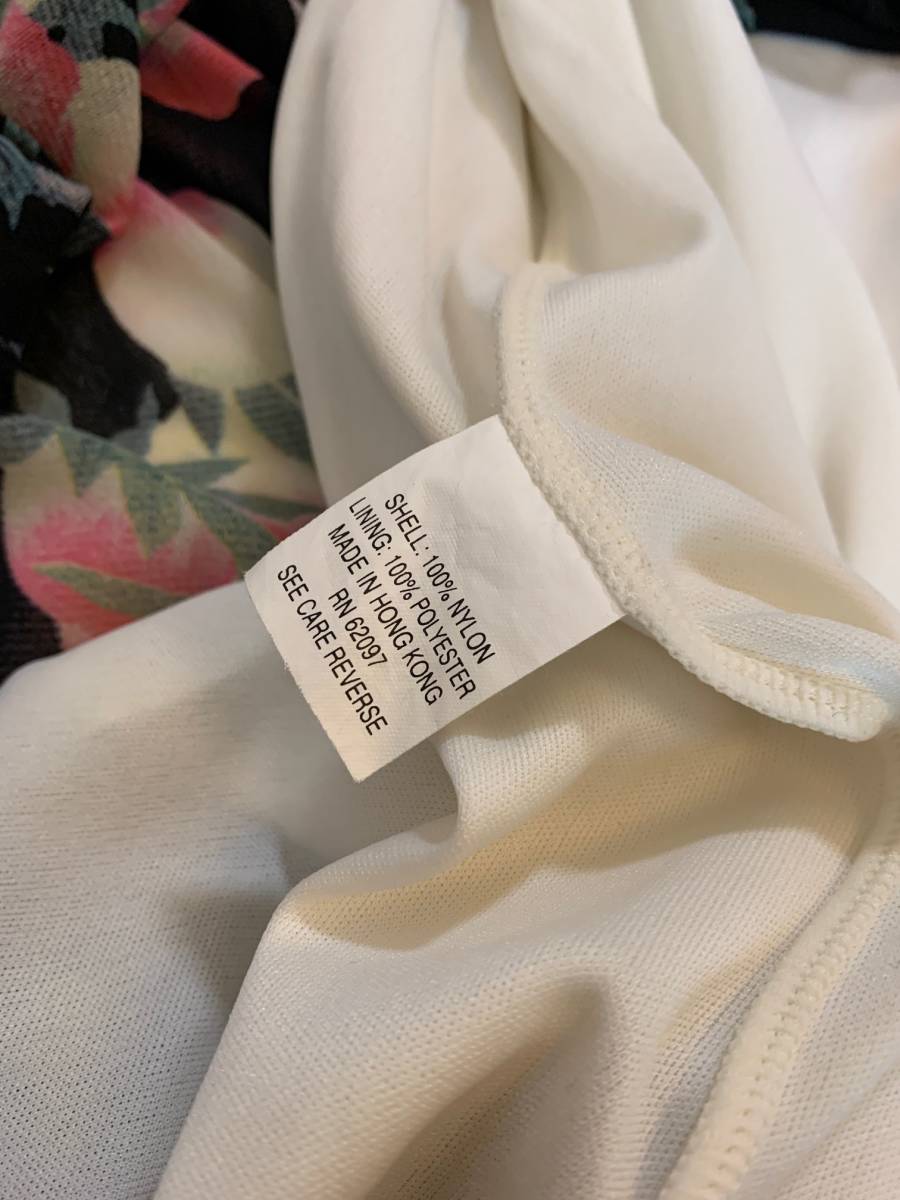 SHELL: 100% NYLON
LINING: 100% POLYESTER
MADE IN HONG KONG
RN 62097
SEE CARE REVERSE